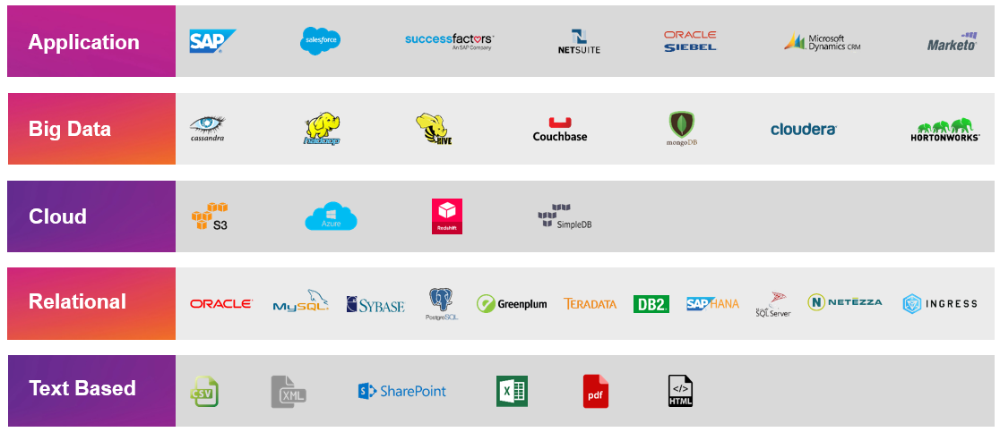 Application
SAP
salesforce
successfactors™
An SAP Company
NETSUITE
ORACLE
SIEBEL
Microsoft
Dynamics CRM
Marketo
Big Data
cassandra
hadoop
HIVE
Couchbase
mongoDB
cloudera
HORTONWORKS
Cloud
S3
Azure
Redshift
SimpleDB
Relational
ORACLE
MySQL
SYBASE
PostgreSQL
Greenplum
TERADATA
DB2
SAP HANA
SQL Server
NETEZZA
INGRESS
Text Based
CSV
XML
S SharePoint
X
pdf
</>
HTML